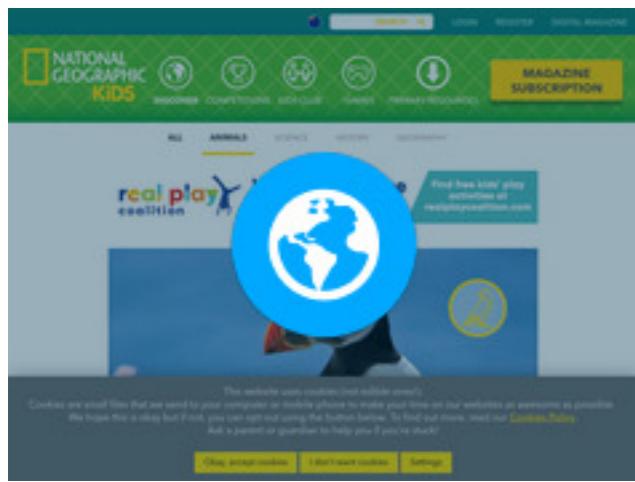 SEARCH
LOGIN REGISTER DIGITAL MAGAZINE
NATIONAL
GEOGRAPHIC
KiDS
DISCOVER COMPETITIONS KIDS CLUB GAMES PRIMARY RESOURCES
MAGAZINE
SUBSCRIPTION
ALL ANIMALS SCIENCE HISTORY GEOGRAPHY
real play
coalition
Find free kids' play
activities at
realplaycoalition.com
This website uses cookies (not edible ones!)
Cookies are small files that are sent to your computer or mobile phone to make your time on our websites as awesome as possible
We hope this is okay but if not, you can opt out using the button below. To find out more, read our Cookies Policy.
Ask a parent or guardian to help you if you're stuck!
Okay, accept cookies I don't want cookies Settings